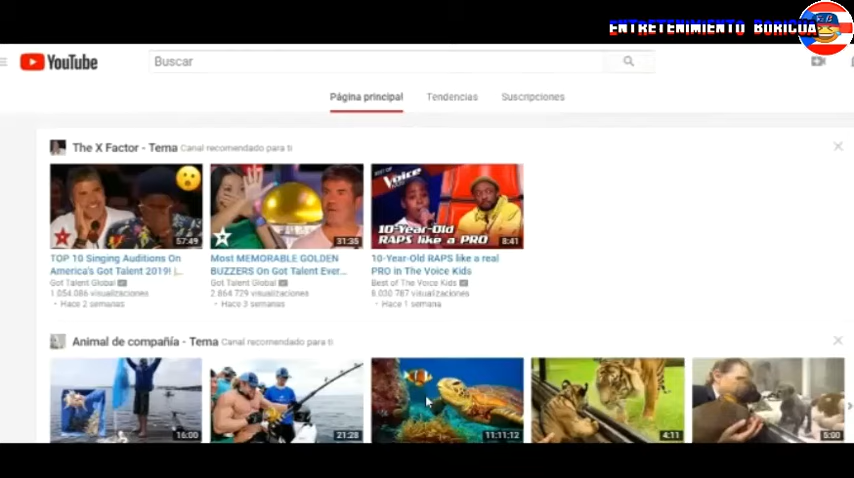 ENTRETENIMIENTO BORICUA
YouTube
Buscar
Página principal Tendencias Suscripciones
The X Factor - Tema Canal recomendado para ti
57:49
31:35
BEST OF
Voice
KIDS
10-Year-Old
RAPS like a PRO
8:41
TOP 10 Singing Auditions On
America's Got Talent 2019! |...
Got Talent Global
1 054 086 visualizaciones
• Hace 2 semanas
Most MEMORABLE GOLDEN
BUZZERS On Got Talent Ever...
Got Talent Global
2 864 729 visualizaciones
• Hace 3 semanas
10-Year-Old RAPS like a real
PRO in The Voice Kids
Best of The Voice Kids
6 030 787 visualizaciones
• Hace 1 semana
Animal de compañía - Tema Canal recomendado para ti
16:00
21:28
11:11:12
4:11
5:00